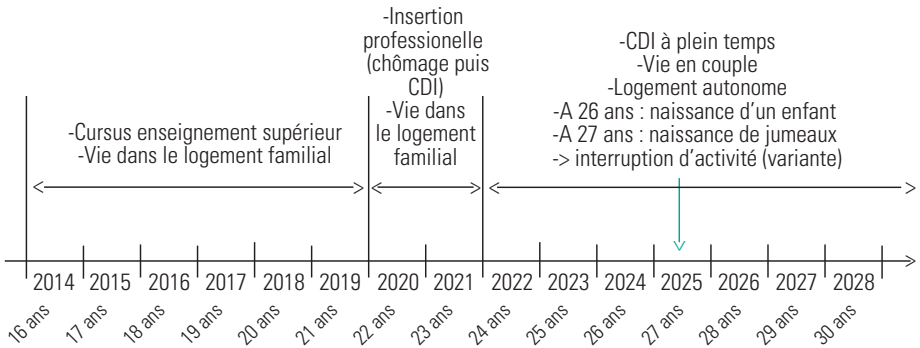 -Cursus enseignement supérieur
-Vie dans le logement familial
-Insertion
professionelle
(chômage puis
CDI)
-Vie dans
le logement
familial
-CDI à plein temps
-Vie en couple
-Logement autonome
-A 26 ans : naissance d'un enfant
-A 27 ans : naissance de jumeaux
-> interruption d'activité (variante)
2014 2015 2016 2017 2018 2019 2020 2021 2022 2023 2024 2025 2026 2027 2028
16 ans 17 ans 18 ans 19 ans 20 ans 21 ans 22 ans 23 ans 24 ans 25 ans 26 ans 27 ans 28 ans 29 ans 30 ans